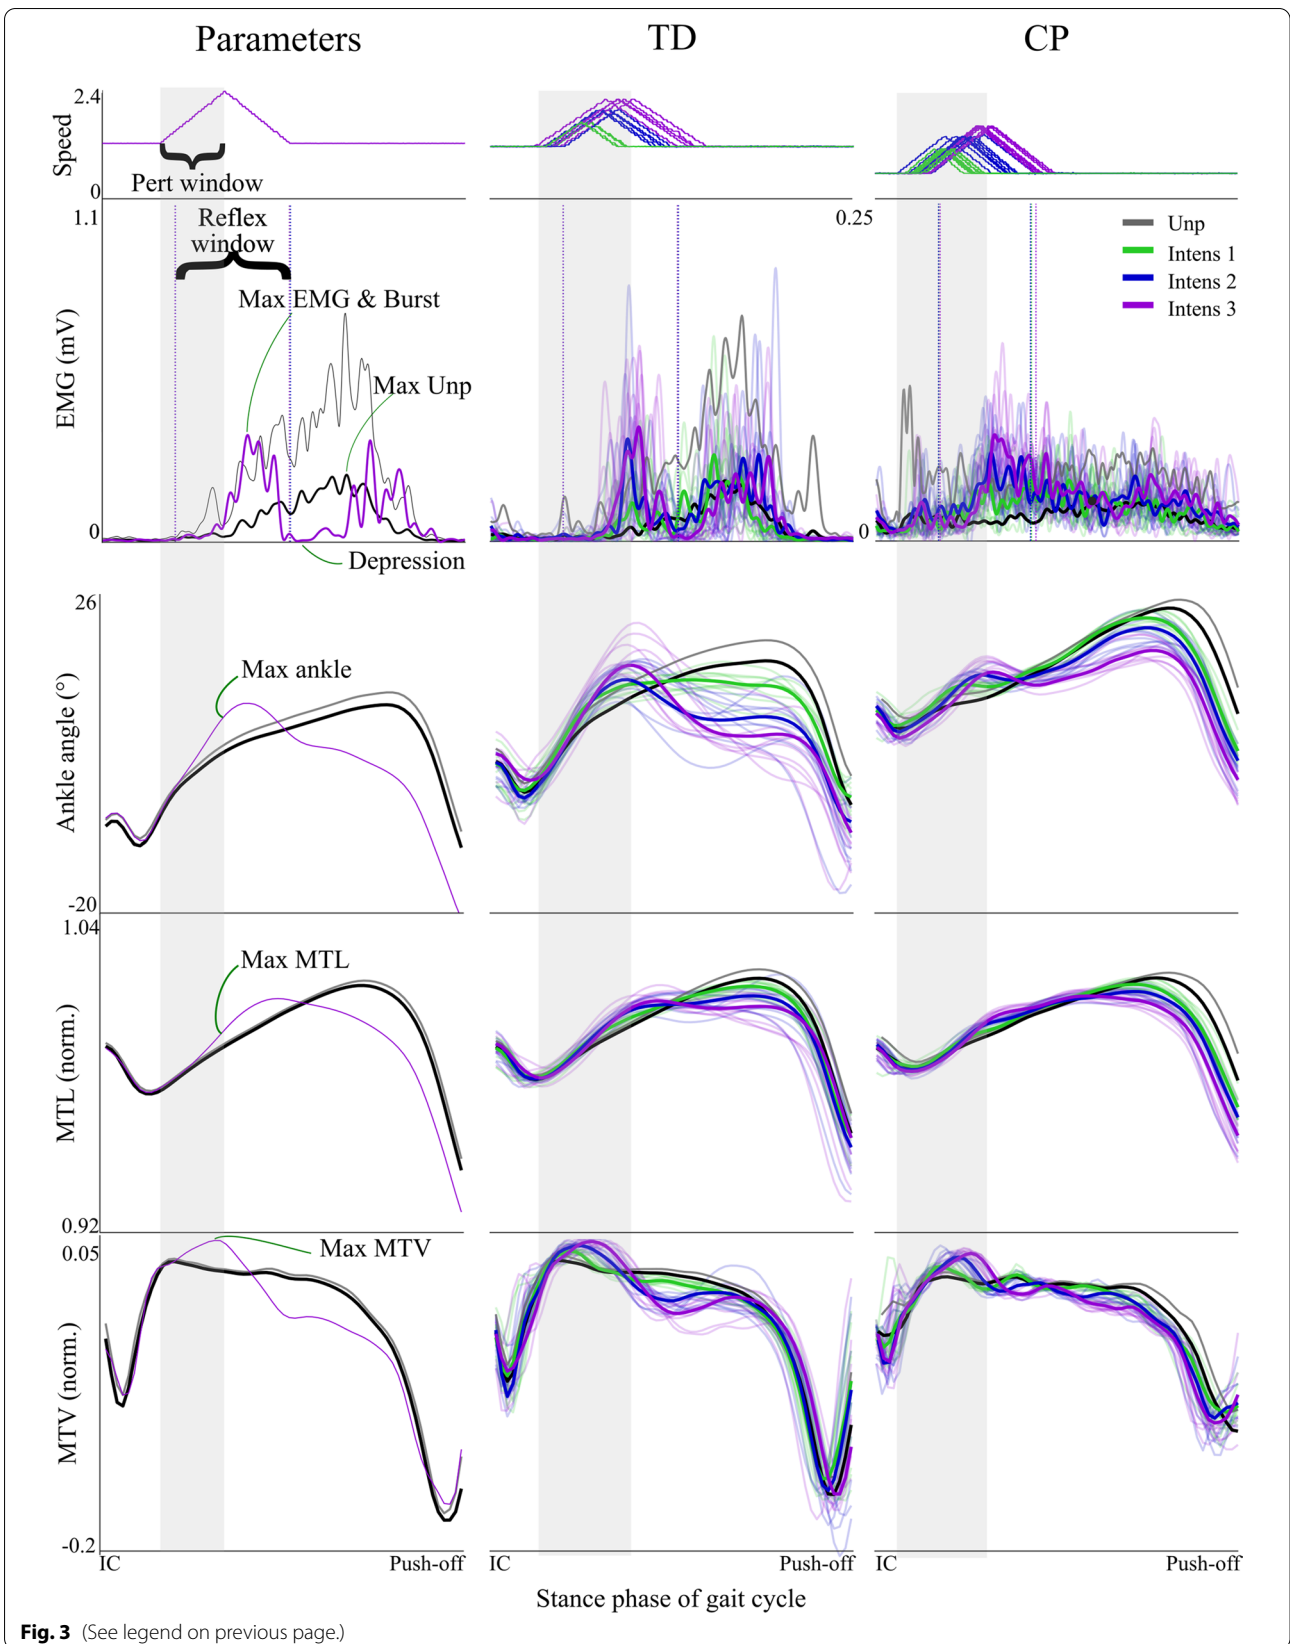 Parameters
TD
CP
Speed
2.4
0
Pert window
1.1
Reflex
window
0.25
Unp
Intens 1
Intens 2
Intens 3
Max EMG & Burst
EMG (mV)
Max Unp
0
0
Depression
26
Max ankle
Ankle angle (°)
-20
1.04
Max MTL
MTL (norm.)
0.92
0.05
Max MTV
MTV (norm.)
-0.2
IC
Push-off
IC
Push-off
IC
Push-off
Stance phase of gait cycle
Fig. 3 (See legend on previous page.)